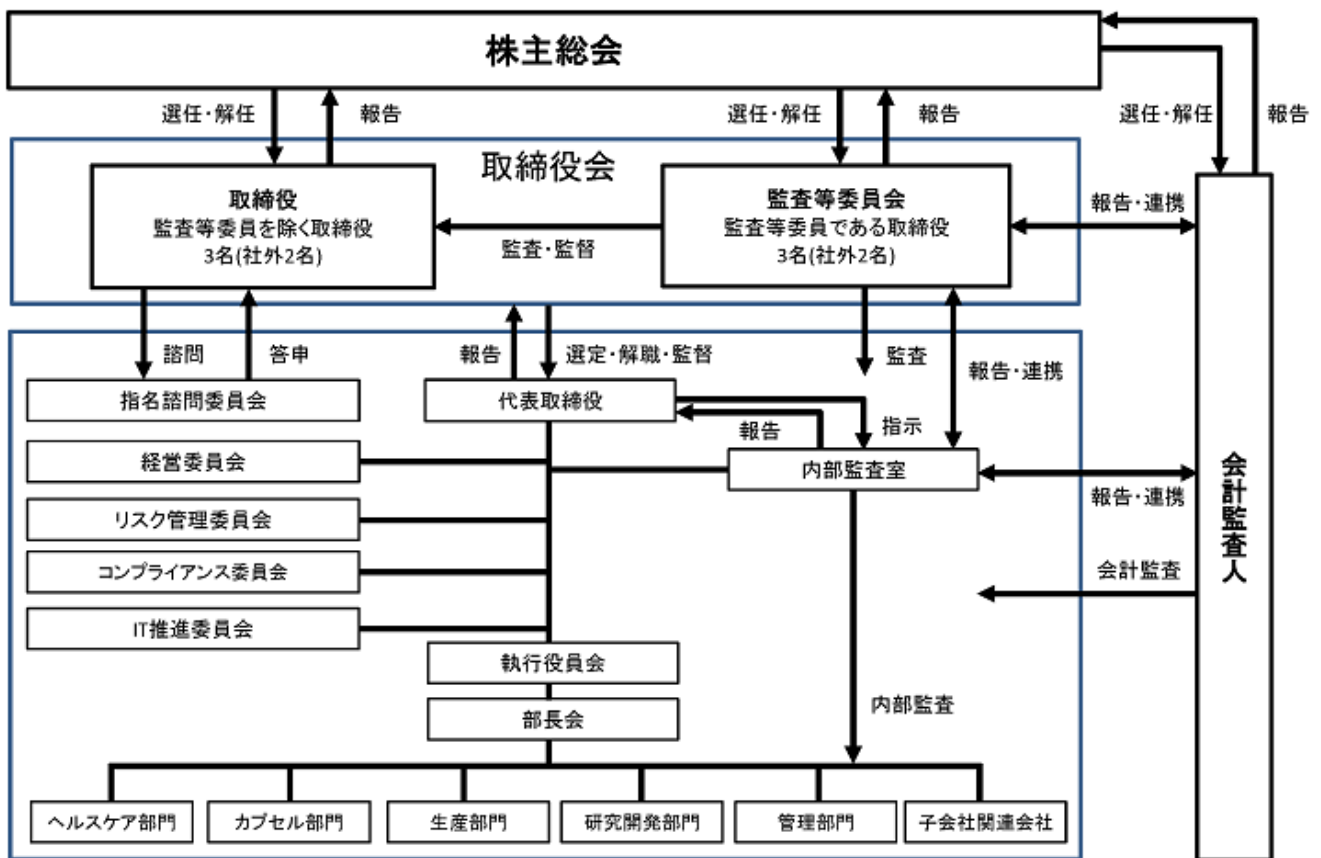 株主総会
選任・解任
報告
選任・解任
報告
選任・解任
報告
取締役会
取締役
監査等委員を除く取締役
3名(社外2名)
監査・監督
監査等委員会
監査等委員である取締役
3名(社外2名)
報告・連携
諮問
答申
報告
選定・解職・監督
監査
報告・連携
指名諮問委員会
代表取締役
報告
指示
経営委員会
内部監査室
報告・連携
リスク管理委員会
コンプライアンス委員会
会計監査
IT推進委員会
会計監査人
執行役員会
部長会
内部監査
ヘルスケア部門
カプセル部門
生産部門
研究開発部門
管理部門
子会社関連会社